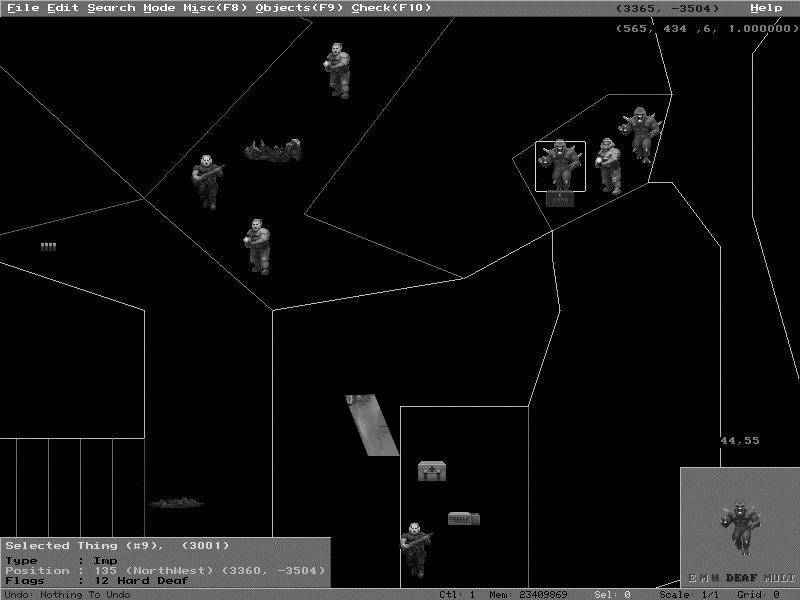 File Edit Search Mode Misc(F8) Objects(F9) Check(F10) (3365, -3504) Help
(565, 434 ,6, 1.000000)
44,55
Selected Thing (#9), (3001)
Type : Imp
Position : 135 (NorthWest) (3360, -3504)
Flags : 12 Hard Deaf
E M H DEAF MULT
Undo: Nothing To Undo Ctl: 1 Mem: 23409869 Sel: 0 Scale: 1/1 Grid: 0